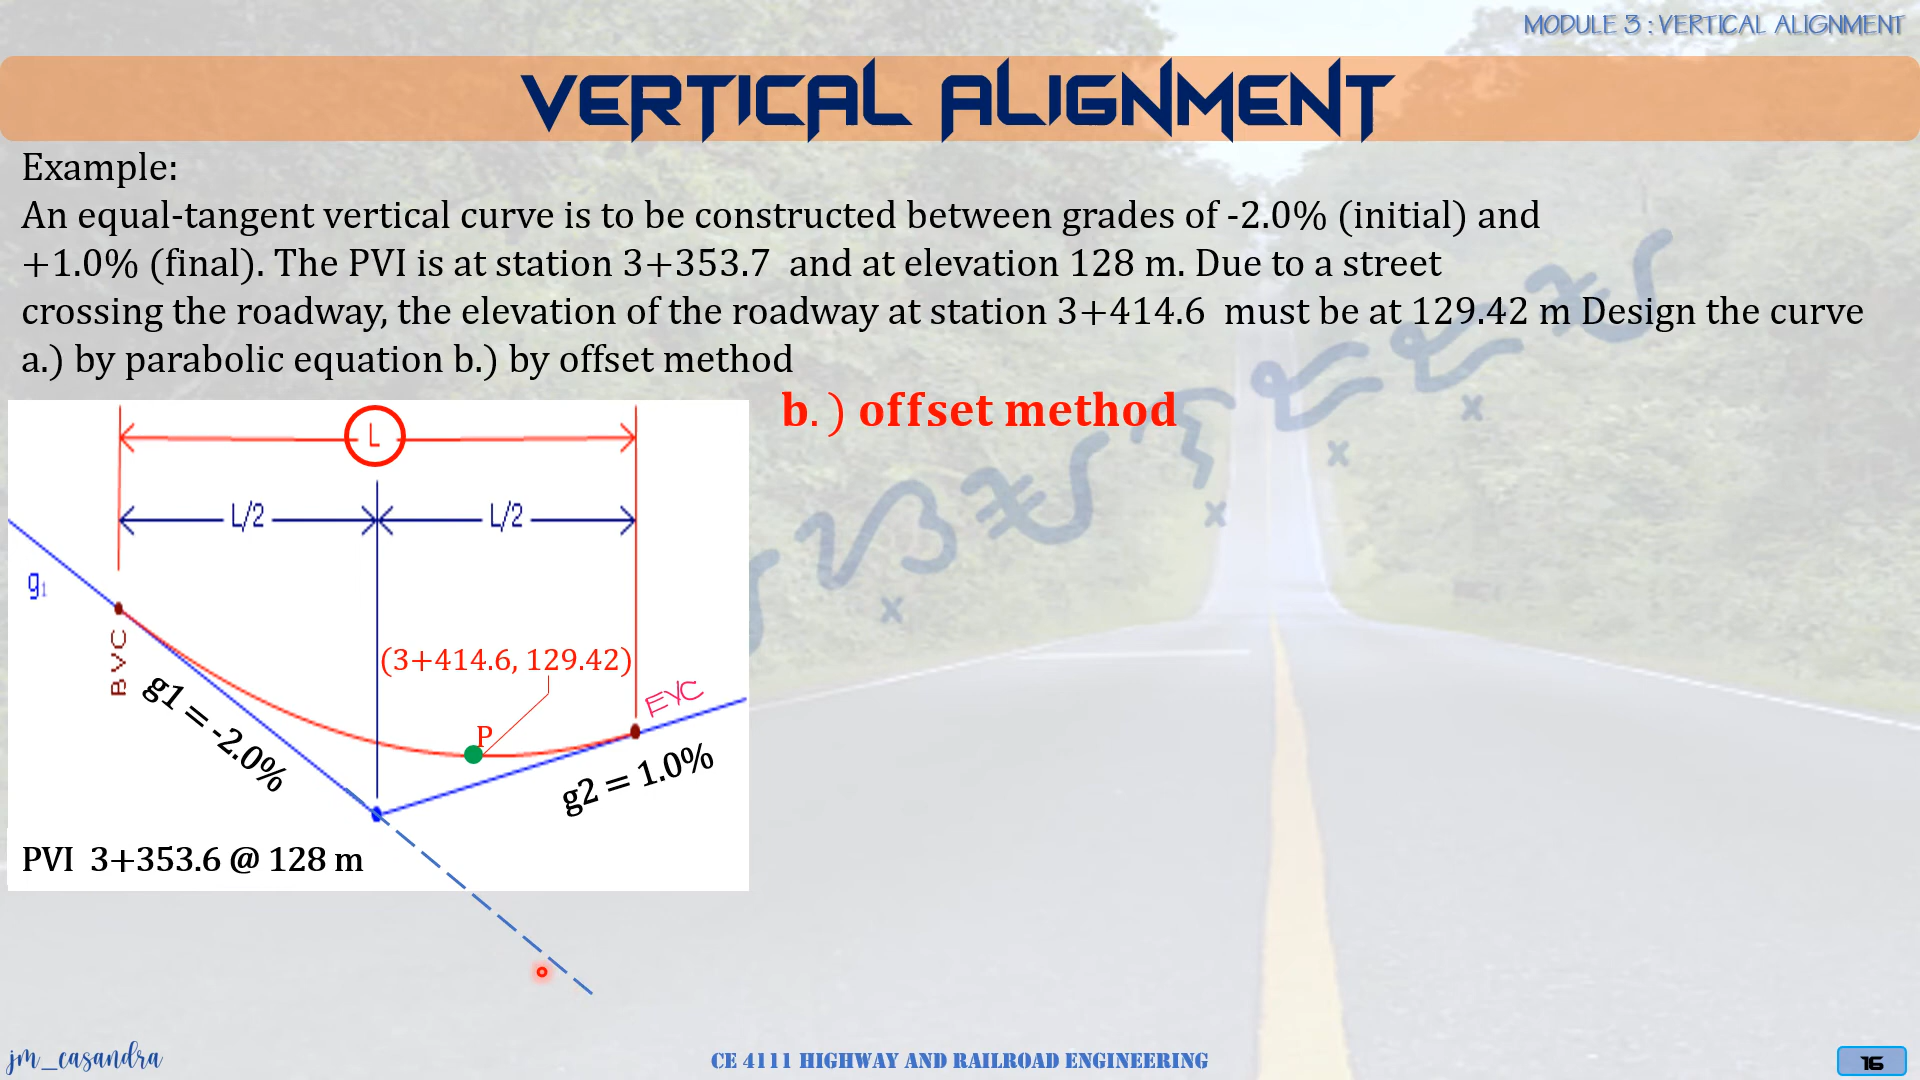 MODULE 3 : VERTICAL ALIGNMENT
VERTICAL ALIGNMENT
Example:
An equal-tangent vertical curve is to be constructed between grades of -2.0% (initial) and
+1.0% (final). The PVI is at station 3+353.7 and at elevation 128 m. Due to a street
crossing the roadway, the elevation of the roadway at station 3+414.6 must be at 129.42 m Design the curve
a.) by parabolic equation b.) by offset method
b.) offset method
L
L/2 L/2
g1
(3+414.6, 129.42)
BVC
EVC
P
g1 = -2.0%
g2 = 1.0%
PVI 3+353.6 @ 128 m
jm_casandra
CE 4111 HIGHWAY AND RAILROAD ENGINEERING
16